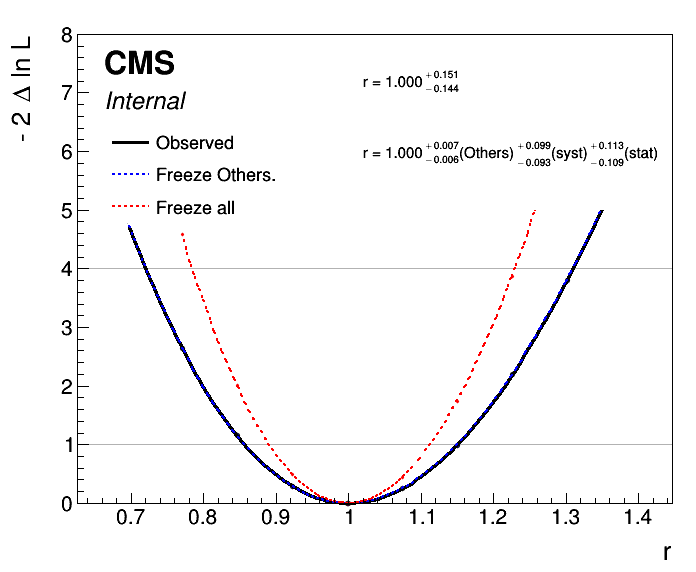 - 2 Δ ln L
8
7
6
5
4
3
2
1
0
CMS
Internal
Observed
Freeze Others.
Freeze all
r = 1.000 +0.151 -0.144
r = 1.000 +0.007 -0.006 (Others) +0.099 -0.093 (syst) +0.113 -0.109 (stat)
0.7 0.8 0.9 1 1.1 1.2 1.3 1.4
r